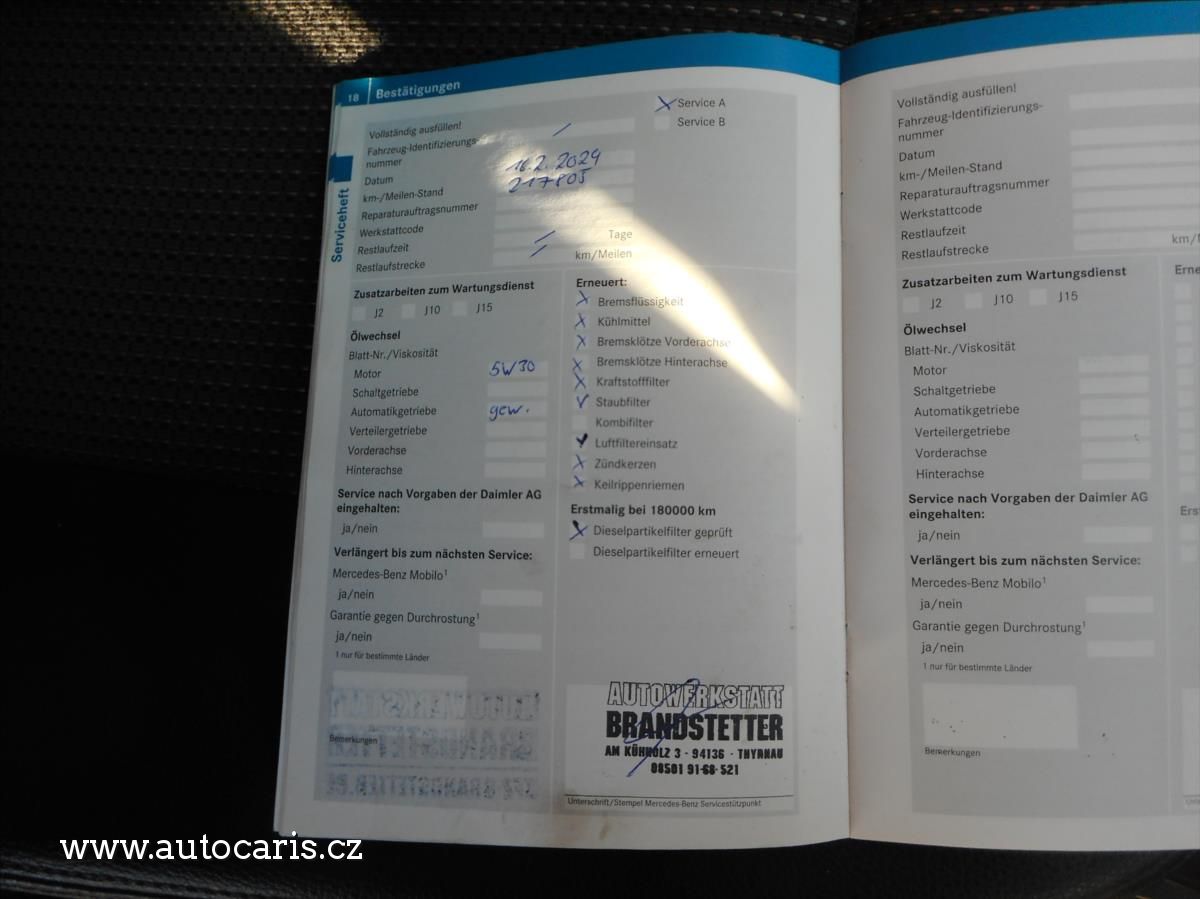 18 Bestätigungen
Serviceheft
Vollständig ausfüllen!
Fahrzeug-Identifizierungs-
nummer
Datum 16.2.2024
km-/Meilen-Stand 217805
Reparaturauftragsnummer
Werkstattcode
Restlaufzeit Tage
Restlaufstrecke km/Meilen
X Service A
Service B
Zusatzarbeiten zum Wartungsdienst
J2 J10 J15
Ölwechsel
Blatt-Nr./Viskosität
Motor 5W30
Schaltgetriebe
Automatikgetriebe gew.
Verteilergetriebe
Vorderachse
Hinterachse
Service nach Vorgaben der Daimler AG
eingehalten:
ja/nein
Verlängert bis zum nächsten Service:
Mercedes-Benz Mobilo¹
ja/nein
Garantie gegen Durchrostung¹
ja/nein
1 nur für bestimmte Länder
Bemerkungen
Erneuert:
X Bremsflüssigkeit
X Kühlmittel
X Bremsklötze Vorderachse
X Bremsklötze Hinterachse
X Kraftstofffilter
Staubfilter
Kombifilter
Luftfiltereinsatz
X Zündkerzen
X Keilrippenriemen
Erstmalig bei 180000 km
X Dieselpartikelfilter geprüft
Dieselpartikelfilter erneuert
AUTOWERKSTATT
BRANDSTETTER
AM KÜHHOLZ 3 - 94136 - THYRNAU
08501 91-68-521
Unterschrift/Stempel Mercedes-Benz Servicestützpunkt
Vollständig ausfüllen!
Fahrzeug-Identifizierungs-
nummer
Datum
km-/Meilen-Stand
Reparaturauftragsnummer
Werkstattcode
Restlaufzeit
Restlaufstrecke
Zusatzarbeiten zum Wartungsdienst
J2 J10 J15
Ölwechsel
Blatt-Nr./Viskosität
Motor
Schaltgetriebe
Automatikgetriebe
Verteilergetriebe
Vorderachse
Hinterachse
Service nach Vorgaben der Daimler AG
eingehalten:
ja/nein
Verlängert bis zum nächsten Service:
Mercedes-Benz Mobilo¹
ja/nein
Garantie gegen Durchrostung¹
ja/nein
1 nur für bestimmte Länder
Bemerkungen
www.autocaris.cz